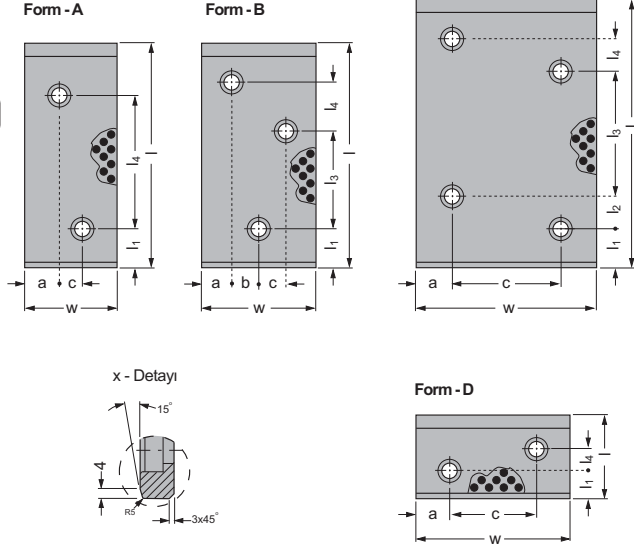 Form - A
Form - B
l4
l
l1
a
c
w
l4
l3
l
l1
a
b
c
w
l4
l3
l2
l1
l
a
c
w
x - Detayı
15°
4
R5
3x45°
Form - D
l4
l1
l
a
c
w